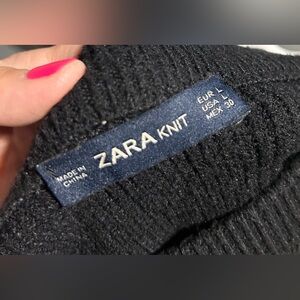 MADE IN
CHINA
ZARA KNIT
EUR L
USA L
MEX 30